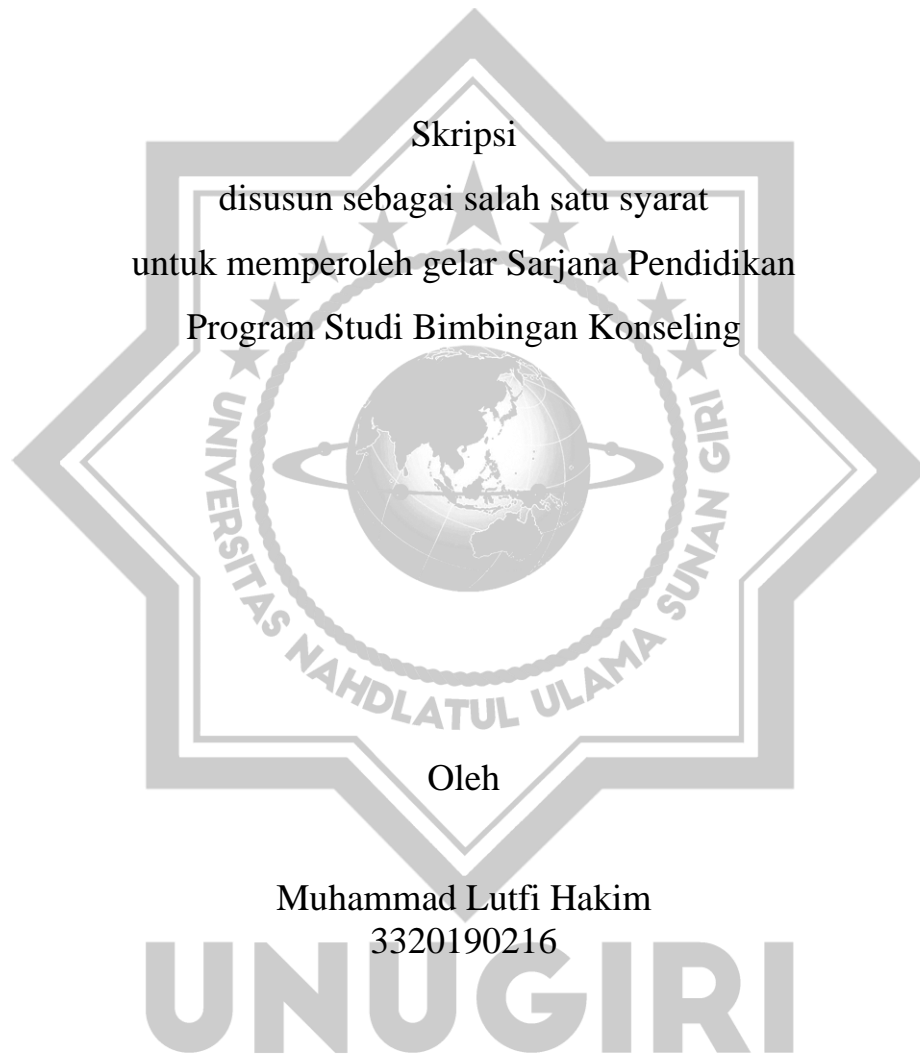 Skripsi
disusun sebagai salah satu syarat
untuk memperoleh gelar Sarjana Pendidikan
Program Studi Bimbingan Konseling
UNIVERSITAS NAHDLATUL ULAMA SUNAN GIRI
Oleh
Muhammad Lutfi Hakim
3320190216
UNUGIRI